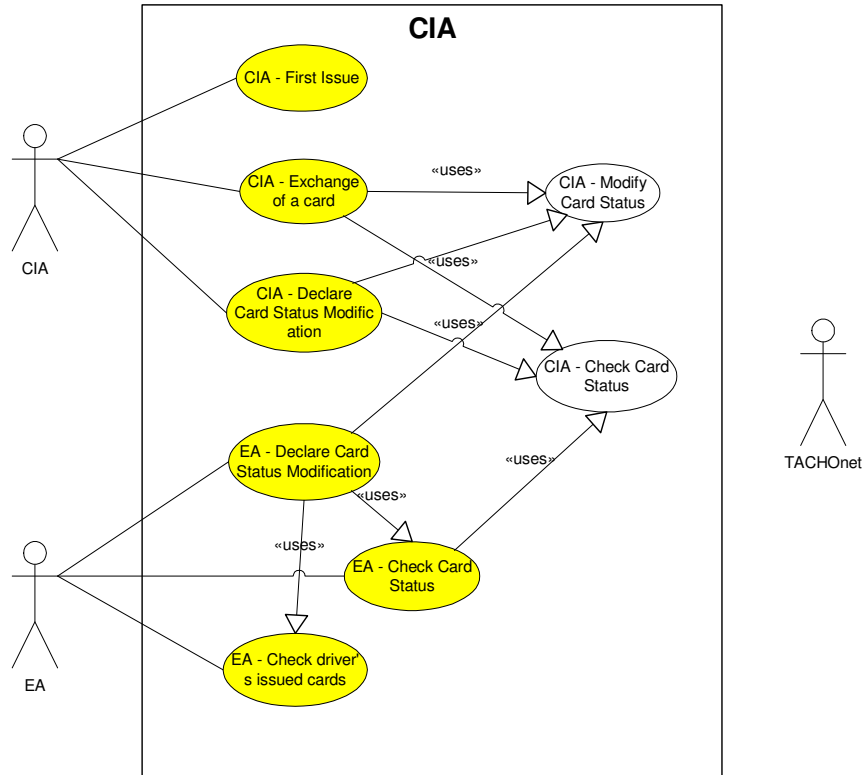 CIA
CIA - First Issue
CIA - Exchange
of a card
«uses»
CIA - Modify
Card Status
CIA
«uses»
CIA - Declare
Card Status Modific
ation
«uses»
CIA - Check Card
Status
EA - Declare Card
Status Modification
«uses»
TACHOnet
«uses»
«uses»
EA - Check Card
Status
EA - Check driver'
s issued cards
EA